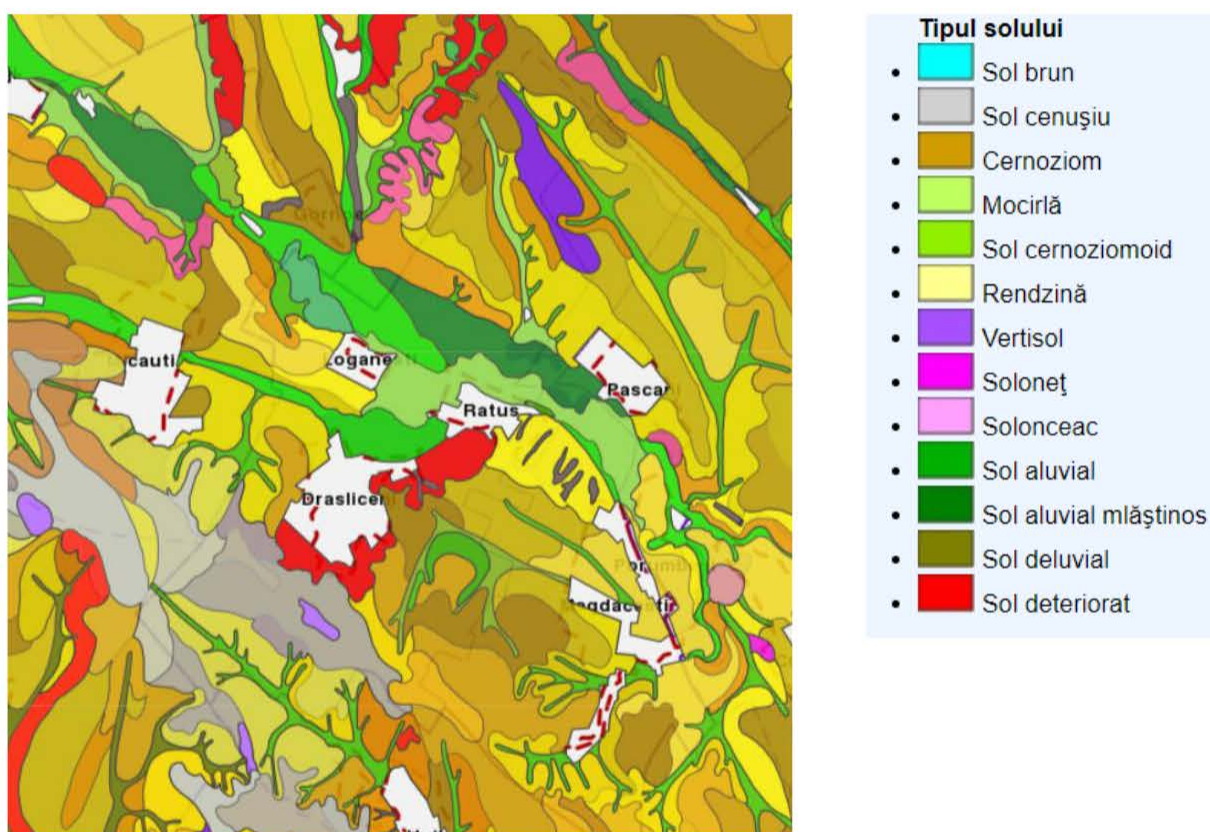 Tipul solului
Sol brun
Sol cenuşiu
Cernoziom
Mocirlă
Sol cernoziomoid
Rendzină
Vertisol
Soloneţ
Solonceac
Sol aluvial
Sol aluvial mlăştinos
Sol deluvial
Sol deteriorat
Ratus
Draslicen